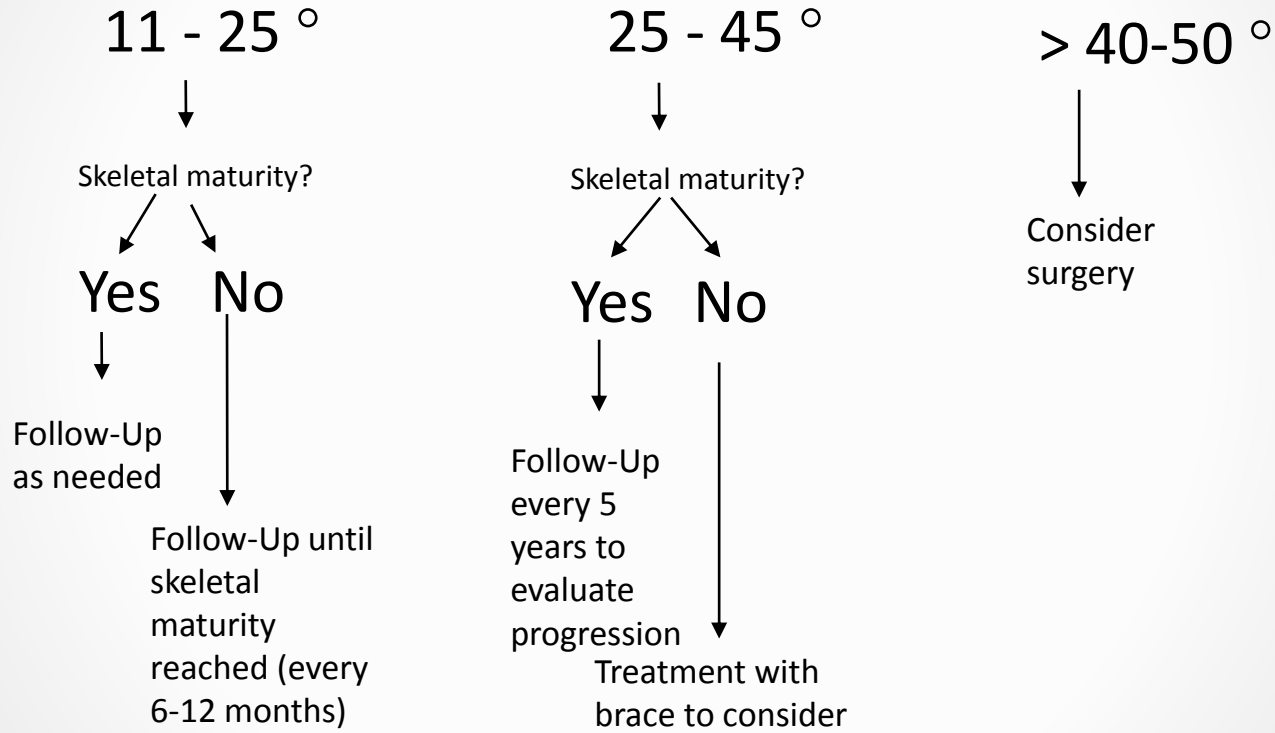 11 - 25 °
Skeletal maturity?
Yes No
Follow-Up
as needed
Follow-Up until
skeletal
maturity
reached (every
6-12 months)
25 - 45 °
Skeletal maturity?
Yes No
Follow-Up
every 5
years to
evaluate
progression
Treatment with
brace to consider
> 40-50 °
Consider
surgery